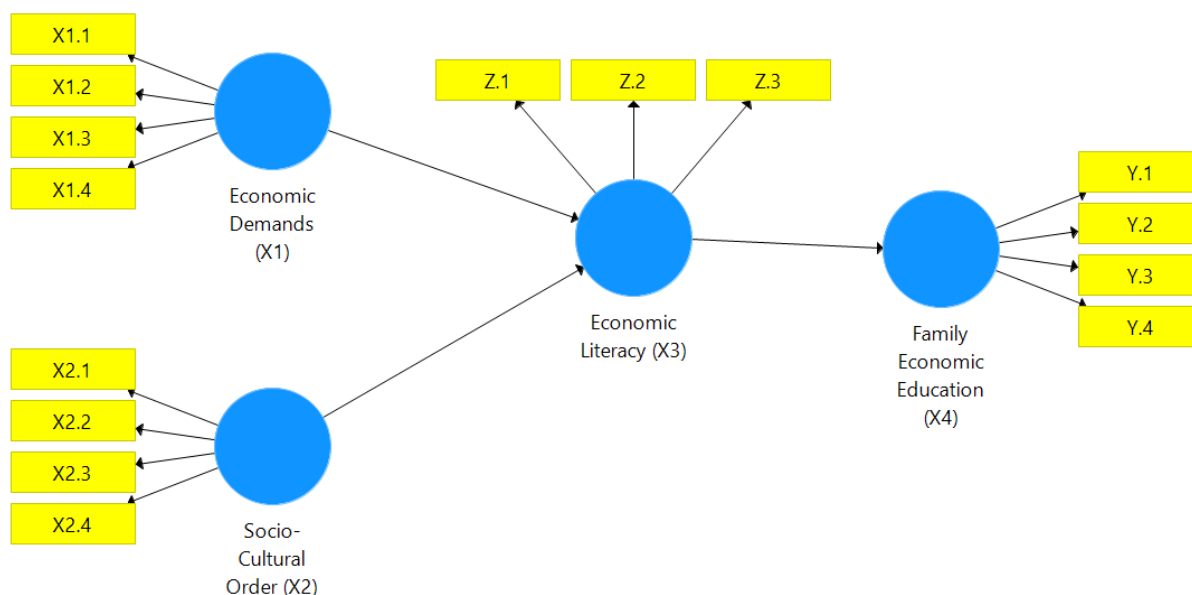 X1.1
X1.2
X1.3
X1.4
Economic
Demands
(X1)
Z.1
Z.2
Z.3
Economic
Literacy (X3)
Y.1
Y.2
Y.3
Y.4
Family
Economic
Education
(X4)
X2.1
X2.2
X2.3
X2.4
Socio-
Cultural
Order (X2)